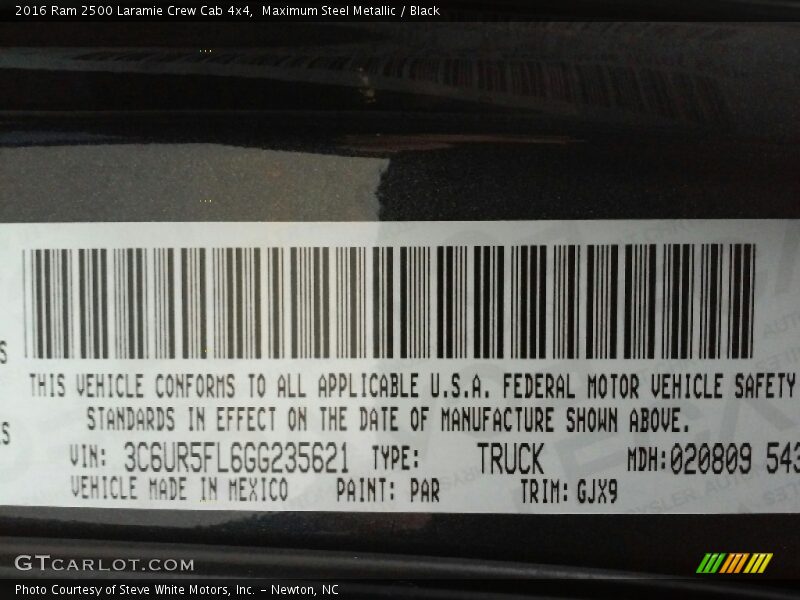 2016 Ram 2500 Laramie Crew Cab 4x4,  Maximum Steel Metallic / Black
THIS VEHICLE CONFORMS TO ALL APPLICABLE U.S.A. FEDERAL MOTOR VEHICLE SAFETY
STANDARDS IN EFFECT ON THE DATE OF MANUFACTURE SHOWN ABOVE.
VIN: 3C6UR5FL6GG235621 TYPE: TRUCK MDH:020809 543
VEHICLE MADE IN MEXICO PAINT: PAR TRIM: GJX9
GTCARLOT.COM
Photo Courtesy of Steve White Motors, Inc. – Newton, NC